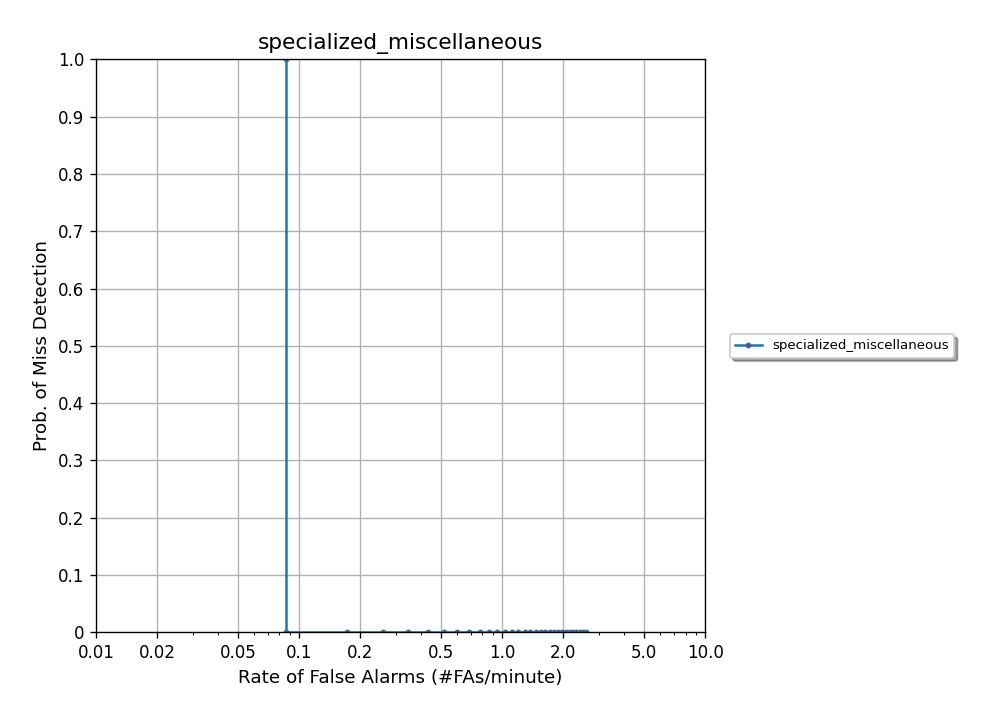 specialized_miscellaneous
1.0
0.9
0.8
0.7
0.6
0.5
0.4
0.3
0.2
0.1
0
Prob. of Miss Detection
0.01 0.02 0.05 0.1 0.2 0.5 1.0 2.0 5.0 10.0
Rate of False Alarms (#FAs/minute)
specialized_miscellaneous